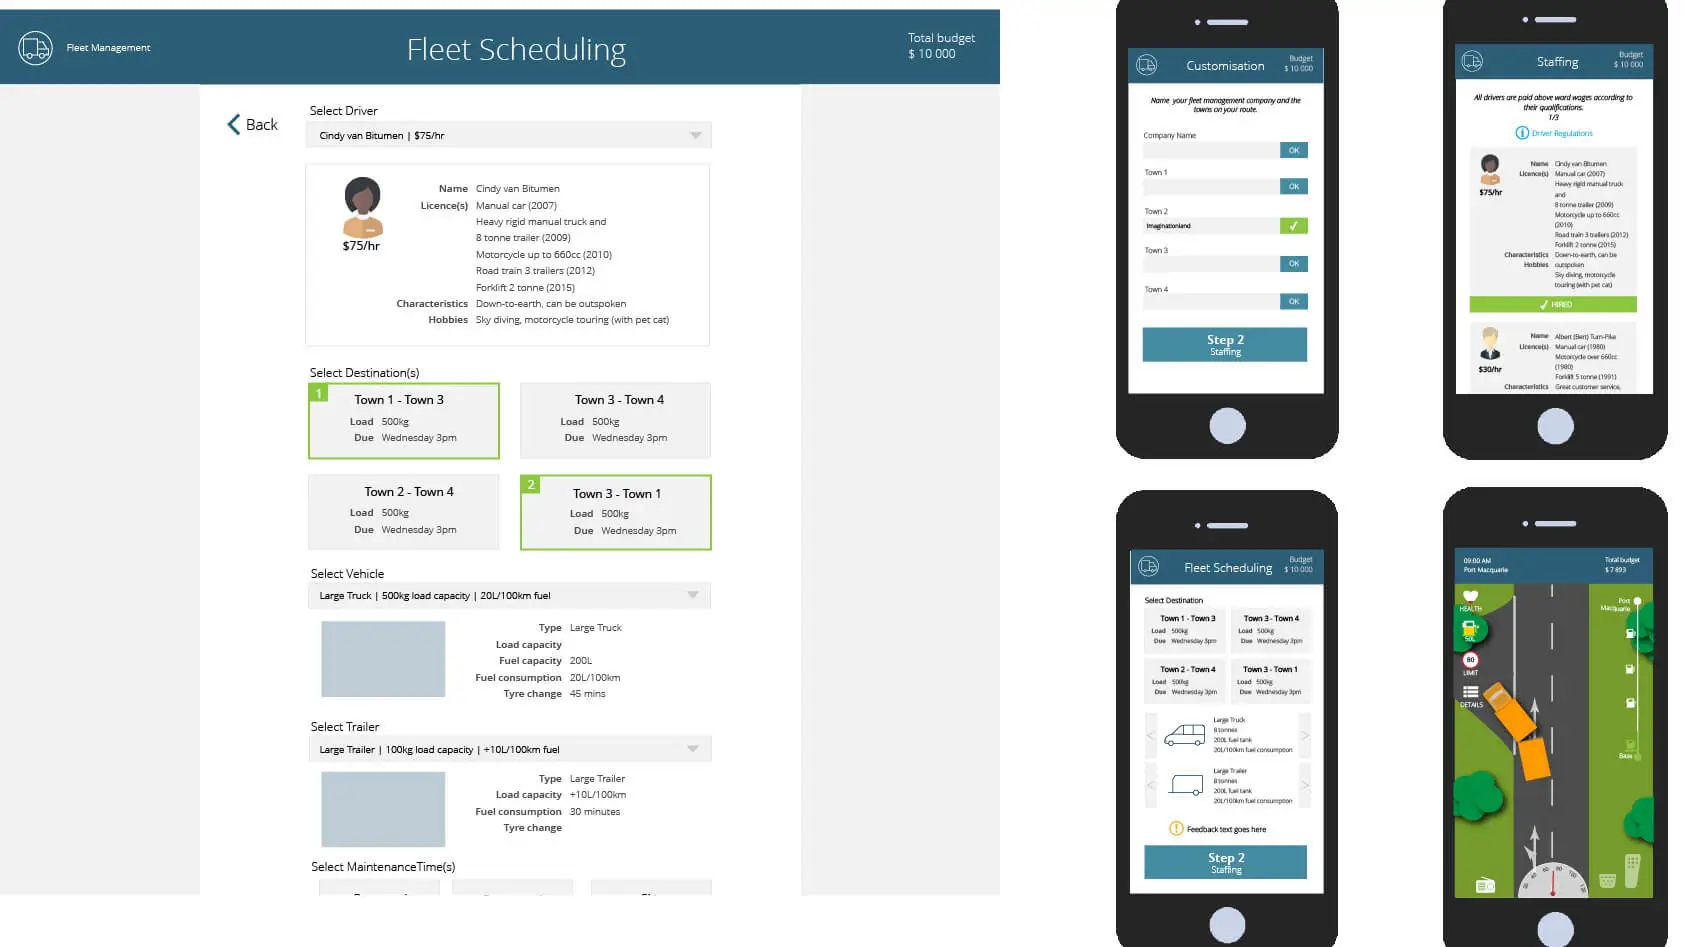 Fleet Management
Fleet Scheduling
Total budget
$ 10 000
Back
Select Driver
Cindy van Bitumen | $75/hr
$75/hr
Name Cindy van Bitumen
Licence(s) Manual car (2007)
Heavy rigid manual truck and
8 tonne trailer (2009)
Motorcycle up to 660cc (2010)
Road train 3 trailers (2012)
Forklift 2 tonne (2015)
Characteristics Down-to-earth, can be outspoken
Hobbies Sky diving, motorcycle touring (with pet cat)
Select Destination(s)
1
Town 1 - Town 3
Load 500kg
Due Wednesday 3pm
Town 3 - Town 4
Load 500kg
Due Wednesday 3pm
Town 2 - Town 4
Load 500kg
Due Wednesday 3pm
2
Town 3 - Town 1
Load 500kg
Due Wednesday 3pm
Select Vehicle
Large Truck | 500kg load capacity | 20L/100km fuel
Type Large Truck
Load capacity
Fuel capacity 200L
Fuel consumption 20L/100km
Tyre change 45 mins
Select Trailer
Large Trailer | 100kg load capacity | +10L/100km fuel
Type Large Trailer
Load capacity +10L/100km
Fuel consumption 30 minutes
Tyre change
Select MaintenanceTime(s)
Customisation
Budget
$ 10 000
Name your fleet management company and the
towns on your route.
Company Name
OK
Town 1
OK
Town 2
Imaginationland
Town 3
OK
Town 4
OK
Step 2
Staffing
Staffing
Budget
$ 10 000
All drivers are paid above ward wages according to
their qualifications.
1/3
Driver Regulations
$75/hr
Name Cindy van Bitumen
Licence(s) Manual car (2007)
Heavy rigid manual truck
and
8 tonne trailer (2009)
Motorcycle up to 660cc
(2010)
Road train 3 trailers (2012)
Forklift 2 tonne (2015)
Characteristics Down-to-earth, can be
Hobbies outspoken
Sky diving, motorcycle
touring (with pet cat)
HIRED
$30/hr
Name Albert (Bert) Turn-Pike
Licence(s) Manual car (1980)
Motorcycle over 660cc
(1980)
Forklift 5 tonne (1991)
Characteristics Great customer service,
Fleet Scheduling
Budget
$ 10 000
Select Destination
Town 1 - Town 3
Load 500kg
Due Wednesday 3pm
Town 3 - Town 4
Load 500kg
Due Wednesday 3pm
Town 2 - Town 4
Load 500kg
Due Wednesday 3pm
Town 3 - Town 1
Load 500kg
Due Wednesday 3pm
<
Large Truck
8 tonnes
200L fuel tank
20L/100km fuel consumption
>
<
Large Trailer
8 tonnes
200L fuel tank
20L/100km fuel consumption
>
Feedback text goes here
Step 2
Staffing
09:00 AM
Port Macquarie
Total budget
$ 7 693
HEALTH
50L
80
LIMIT
DETAILS
Port
Macquarie
Base